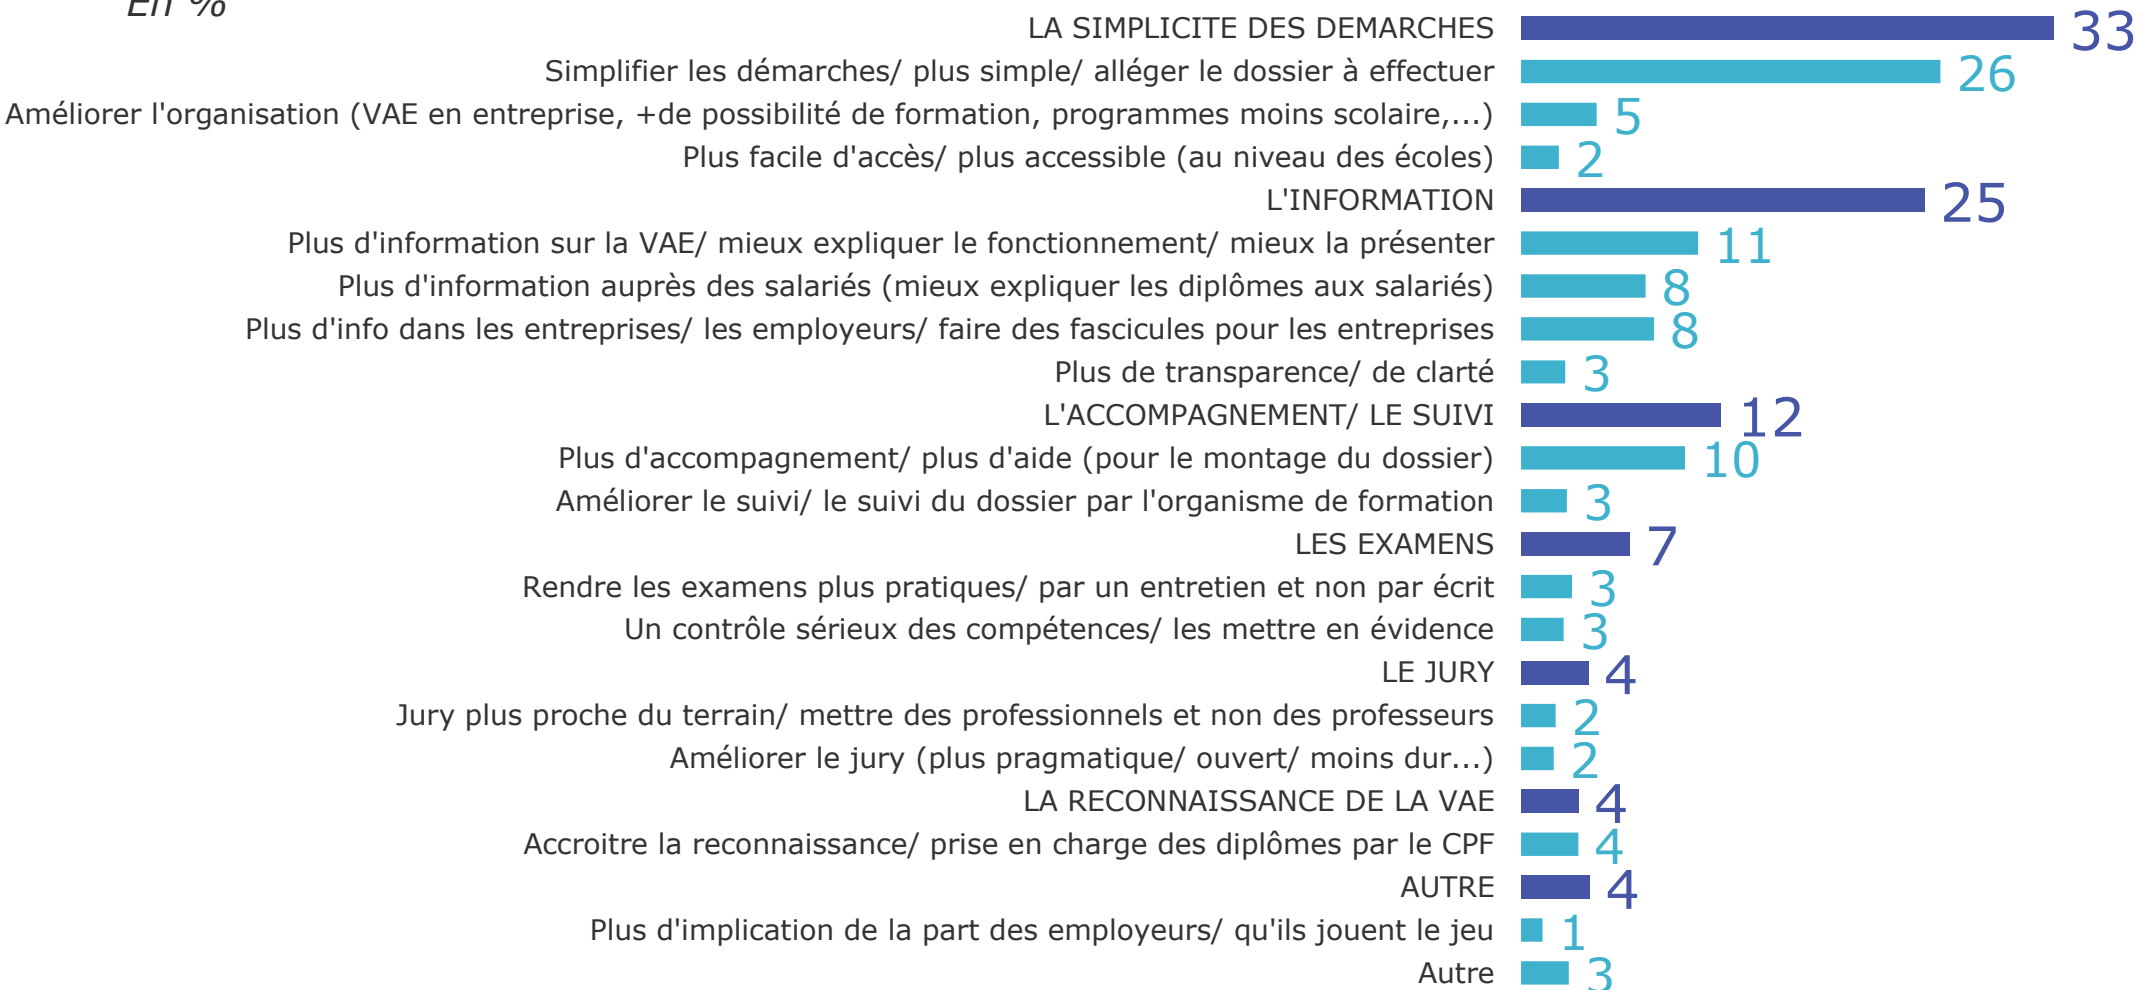 En %
LA SIMPLICITE DES DEMARCHES 33
Simplifier les démarches/ plus simple/ alléger le dossier à effectuer 26
Améliorer l'organisation (VAE en entreprise, +de possibilité de formation, programmes moins scolaire,...) 5
Plus facile d'accès/ plus accessible (au niveau des écoles) 2
L'INFORMATION 25
Plus d'information sur la VAE/ mieux expliquer le fonctionnement/ mieux la présenter 11
Plus d'information auprès des salariés (mieux expliquer les diplômes aux salariés) 8
Plus d'info dans les entreprises/ les employeurs/ faire des fascicules pour les entreprises 8
Plus de transparence/ de clarté 3
L'ACCOMPAGNEMENT/ LE SUIVI 12
Plus d'accompagnement/ plus d'aide (pour le montage du dossier) 10
Améliorer le suivi/ le suivi du dossier par l'organisme de formation 3
LES EXAMENS 7
Rendre les examens plus pratiques/ par un entretien et non par écrit 3
Un contrôle sérieux des compétences/ les mettre en évidence 3
LE JURY 4
Jury plus proche du terrain/ mettre des professionnels et non des professeurs 2
Améliorer le jury (plus pragmatique/ ouvert/ moins dur...) 2
LA RECONNAISSANCE DE LA VAE 4
Accroitre la reconnaissance/ prise en charge des diplômes par le CPF 4
AUTRE 4
Plus d'implication de la part des employeurs/ qu'ils jouent le jeu 1
Autre 3